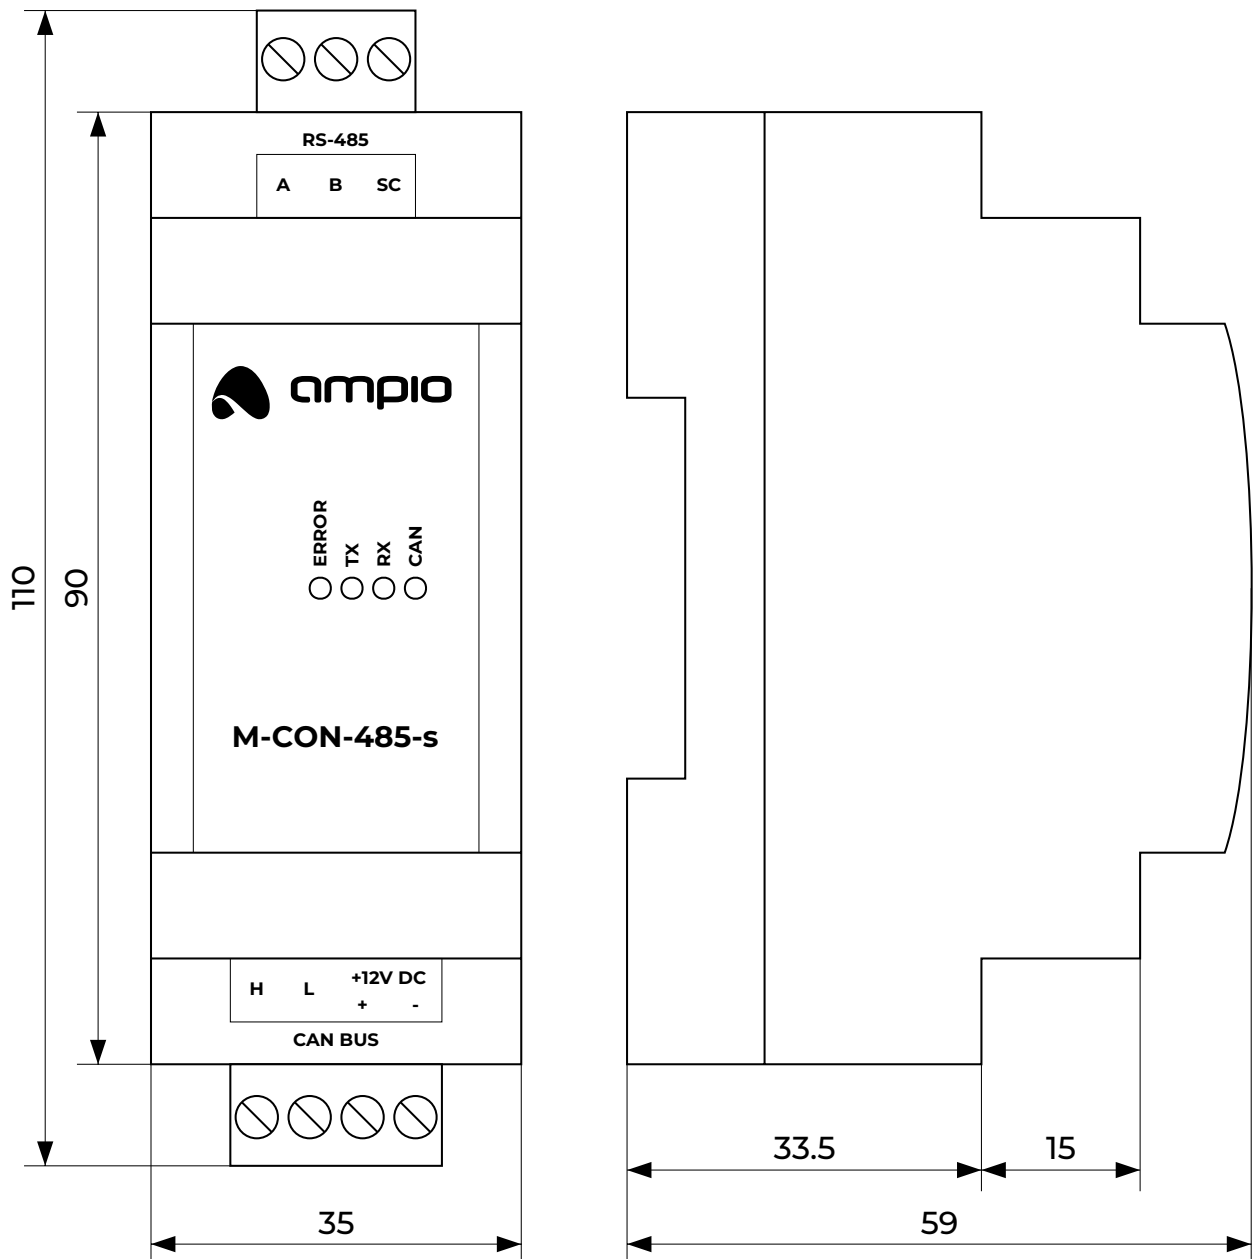 RS-485
A B SC
ampio
ERROR
TX
RX
CAN
110
90
M-CON-485-s
H L +12V DC
+ -
CAN BUS
33.5
15
35
59